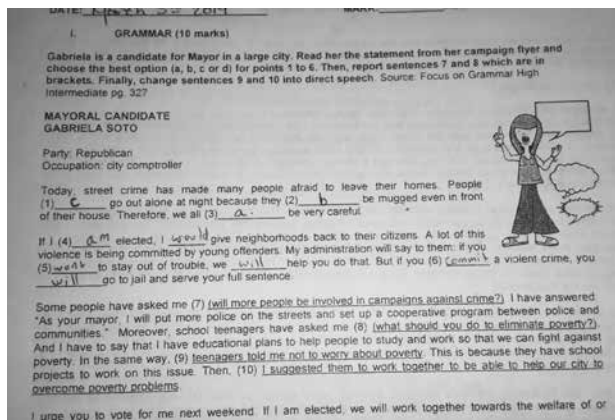 DATE: March 5= 2019
I. GRAMMAR (10 marks)
Gabriela is a candidate for Mayor in a large city. Read her the statement from her campaign flyer and
choose the best option (a, b, c or d) for points 1 to 6. Then, report sentences 7 and 8 which are in
brackets. Finally, change sentences 9 and 10 into direct speech. Source: Focus on Grammar High
Intermediate pg. 327
MAYORAL CANDIDATE
GABRIELA SOTO
Party: Republican
Occupation: city comptroller
Today, street crime has made many people afraid to leave their homes. People
(1) c go out alone at night because they (2) b be mugged even in front
of their house. Therefore, we all (3) a. be very careful.
If I (4) am elected, I would give neighborhoods back to their citizens. A lot of this
violence is being committed by young offenders. My administration will say to them: if you
(5) want to stay out of trouble, we will help you do that. But if you (6) commit a violent crime, you
will go to jail and serve your full sentence.
Some people have asked me (7) (will more people be involved in campaigns against crime?). I have answered:
"As your mayor, I will put more police on the streets and set up a cooperative program between police and
communities." Moreover, school teenagers have asked me (8) (what should you do to eliminate poverty?).
And I have to say that I have educational plans to help people to study and work so that we can fight against
poverty. In the same way, (9) teenagers told me not to worry about poverty. This is because they have school
projects to work on this issue. Then, (10) I suggested them to work together to be able to help our city to
overcome poverty problems.
I urge you to vote for me next weekend. If I am elected, we will work together towards the welfare of or